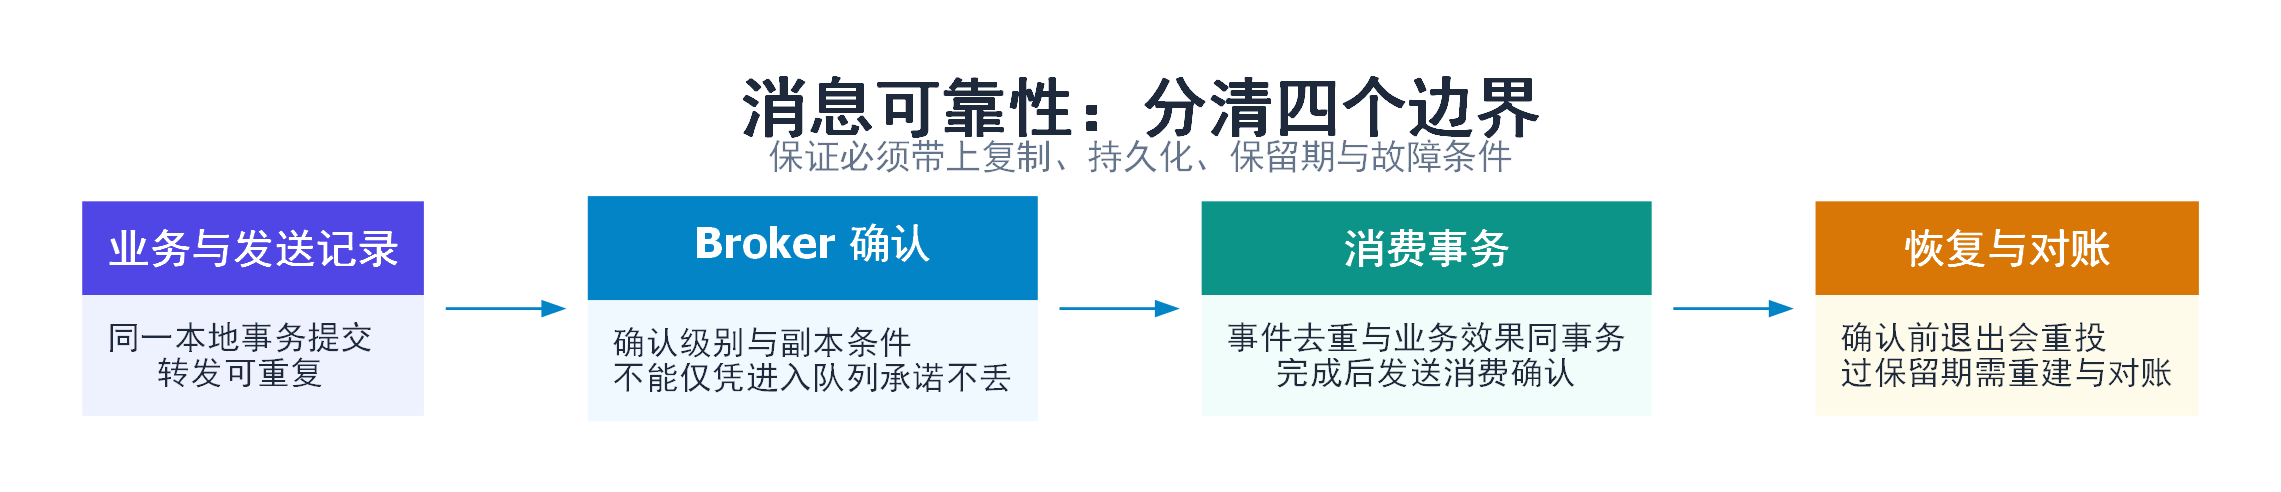 消息可靠性：分清四个边界
保证必须带上复制、持久化、保留期与故障条件
业务与发送记录
同一本地事务提交
转发可重复
Broker 确认
确认级别与副本条件
不能仅凭进入队列承诺不丢
消费事务
事件去重与业务效果同事务
完成后发送消费确认
恢复与对账
确认前退出会重投
过保留期需重建与对账